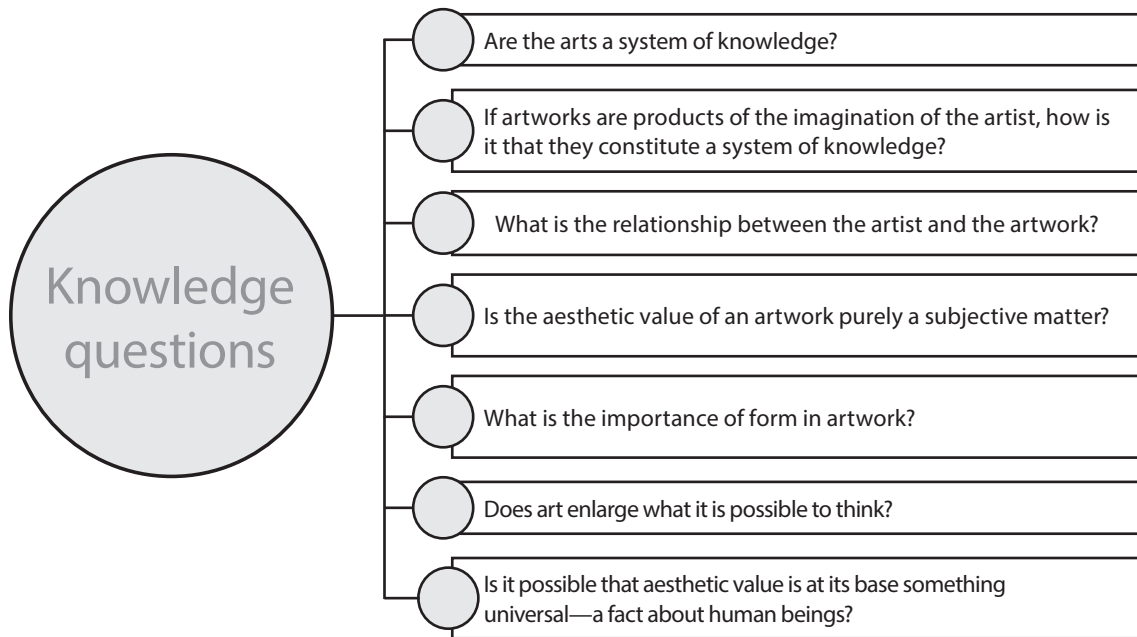 Knowledge
questions
Are the arts a system of knowledge?
If artworks are products of the imagination of the artist, how is
it that they constitute a system of knowledge?
What is the relationship between the artist and the artwork?
Is the aesthetic value of an artwork purely a subjective matter?
What is the importance of form in artwork?
Does art enlarge what it is possible to think?
Is it possible that aesthetic value is at its base something
universal—a fact about human beings?